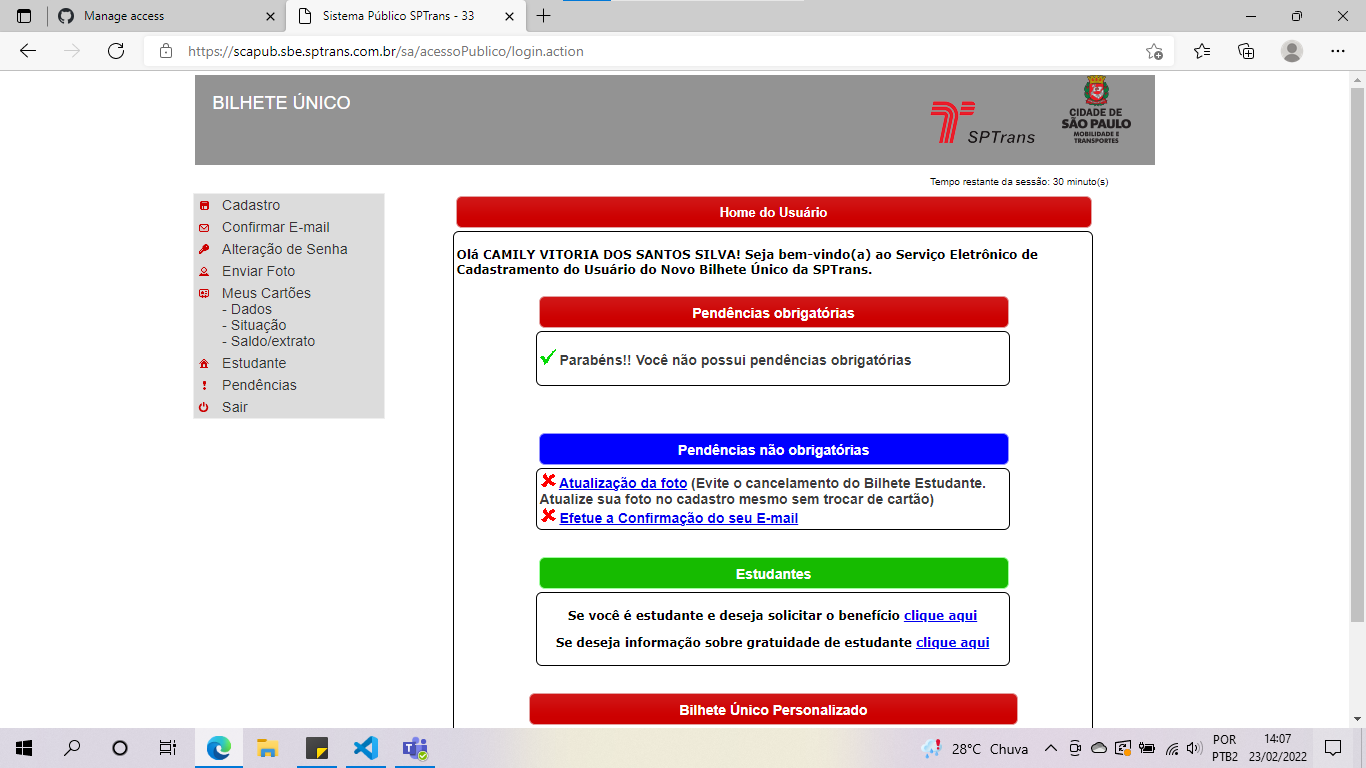 Manage access
Sistema Público SPTrans - 33
https://scapub.sbe.sptrans.com.br/sa/acessoPublico/login.action
BILHETE ÚNICO
SPTrans
CIDADE DE
SÃO PAULO
MOBILIDADE E
TRANSPORTES
Tempo restante da sessão: 30 minuto(s)
Cadastro
Confirmar E-mail
Alteração de Senha
Enviar Foto
Meus Cartões
- Dados
- Situação
- Saldo/extrato
Estudante
Pendências
Sair
Home do Usuário
Olá CAMILY VITORIA DOS SANTOS SILVA! Seja bem-vindo(a) ao Serviço Eletrônico de
Cadastramento do Usuário do Novo Bilhete Único da SPTrans.
Pendências obrigatórias
Parabéns!! Você não possui pendências obrigatórias
Pendências não obrigatórias
Atualização da foto (Evite o cancelamento do Bilhete Estudante.
Atualize sua foto no cadastro mesmo sem trocar de cartão)
Efetue a Confirmação do seu E-mail
Estudantes
Se você é estudante e deseja solicitar o benefício clique aqui
Se deseja informação sobre gratuidade de estudante clique aqui
Bilhete Único Personalizado
28°C Chuva
POR
PTB2
14:07
23/02/2022